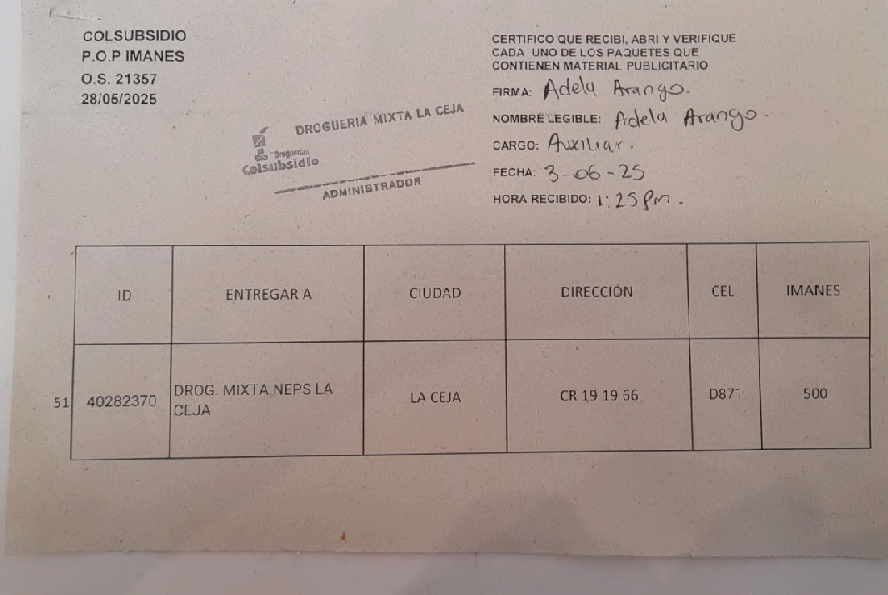 COLSUBSIDIO
P.O.P IMANES
O.S. 21357
28/05/2025
CERTIFICO QUE RECIBI, ABRI Y VERIFIQUE
CADA UNO DE LOS PAQUETES QUE
CONTIENEN MATERIAL PUBLICITARIO
FIRMA: Adela Arango.
NOMBRE LEGIBLE: Adela Arango.
CARGO: Auxiliar.
FECHA: 3-06-25
HORA RECIBIDO: 1:25 pm.
DROGUERIA MIXTA LA CEJA
Droguerías
Colsubsidio
ADMINISTRADOR
ID ENTREGAR A CIUDAD DIRECCIÓN CEL IMANES
51 40282370 DROG. MIXTA NEPS LA CEJA LA CEJA CR 19 19 56 500